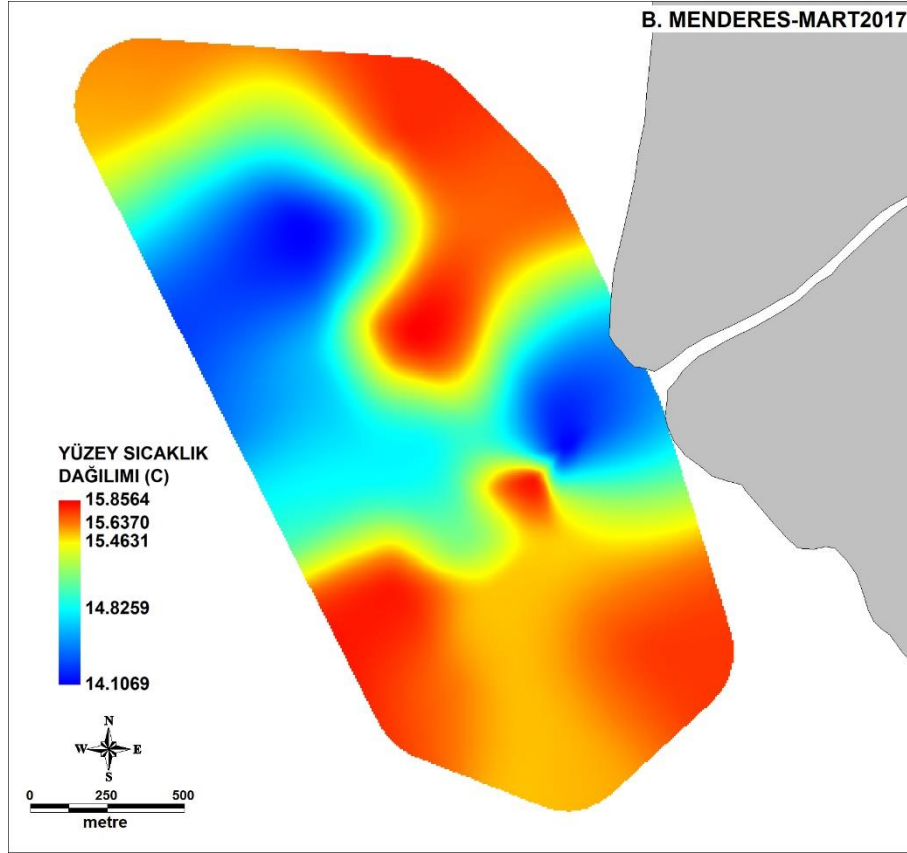 B. MENDERES-MART2017
YÜZEY SICAKLIK
DAĞILIMI (C)
15.8564
15.6370
15.4631
14.8259
14.1069
N
W E
S
0 250 500
metre